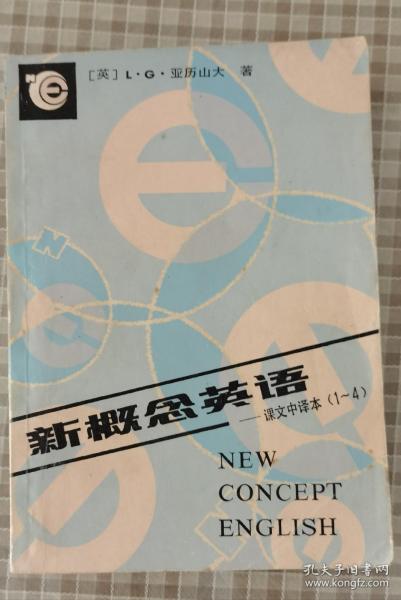 [英] L·G·亚历山大 著
新概念英语
——课文中译本(1~4)
NEW
CONCEPT
ENGLISH
孔夫子旧书网
www.kongfz.com